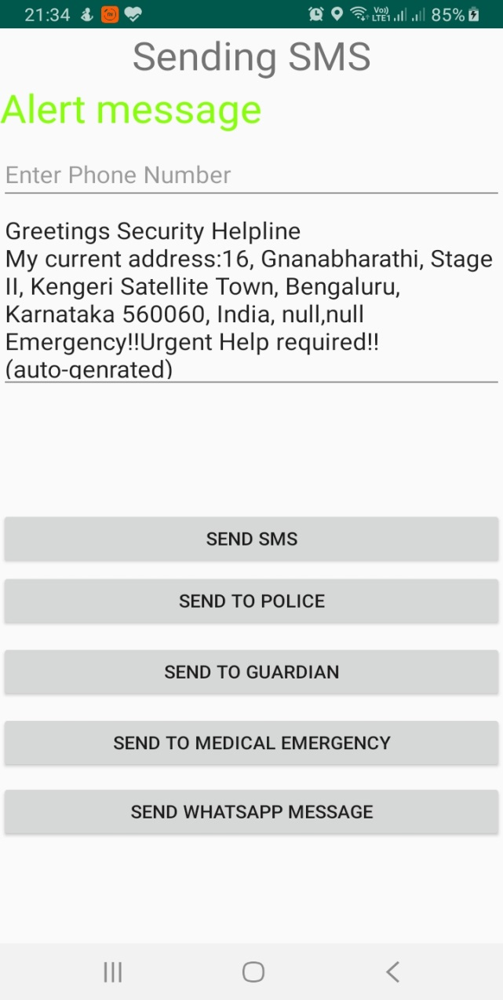 21:34 Vo)) LTE1 85%
Sending SMS
Alert message
Enter Phone Number
Greetings Security Helpline
My current address:16, Gnanabharathi, Stage
II, Kengeri Satellite Town, Bengaluru,
Karnataka 560060, India, null,null
Emergency!!Urgent Help required!!
(auto-genrated)
SEND SMS
SEND TO POLICE
SEND TO GUARDIAN
SEND TO MEDICAL EMERGENCY
SEND WHATSAPP MESSAGE